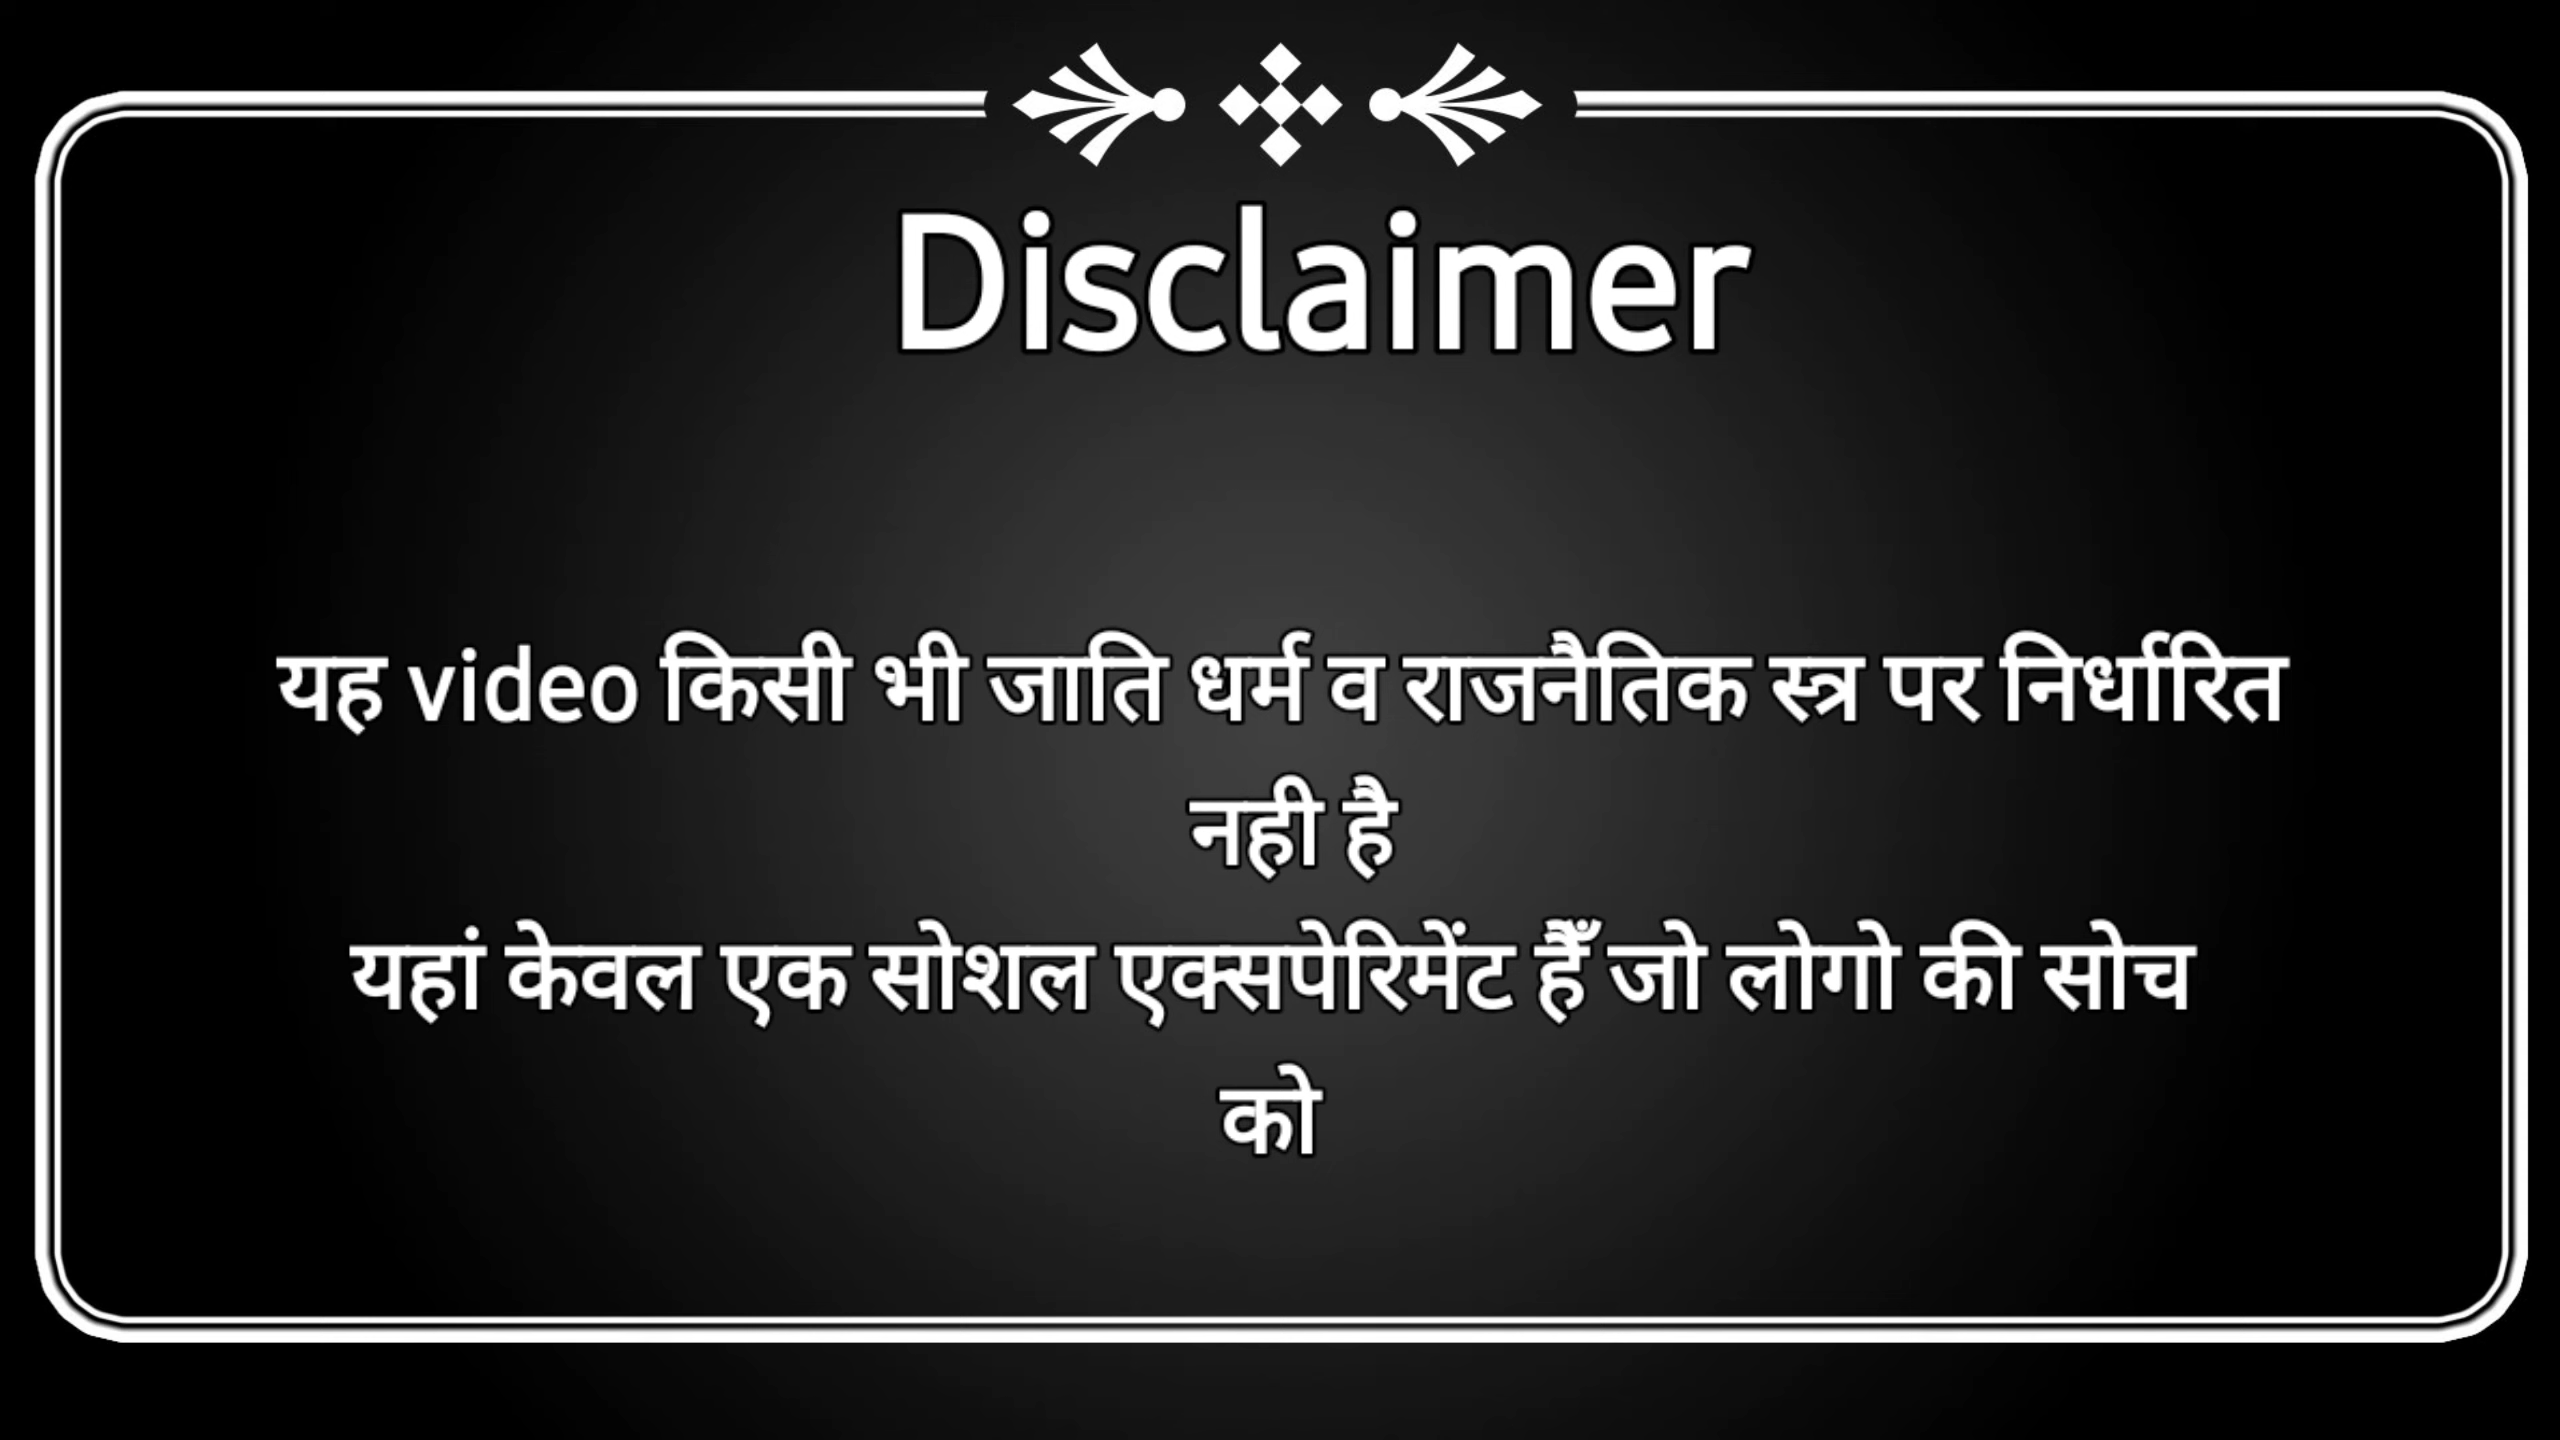 Disclaimer
यह video किसी भी जाति धर्म व राजनैतिक स्त्र पर निर्धारित
नही है
यहां केवल एक सोशल एक्सपेरिमेंट हैँ जो लोगो की सोच
को